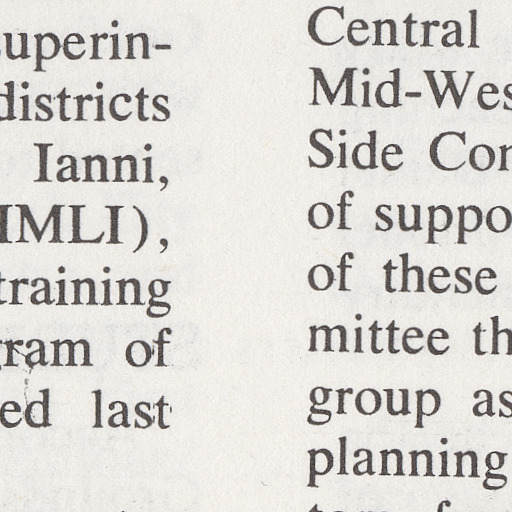 superin-
districts
Ianni,
IMLI),
training
gram of
ed last
Central
Mid-Wes
Side Con
of suppo
of these
mittee th
group as
planning